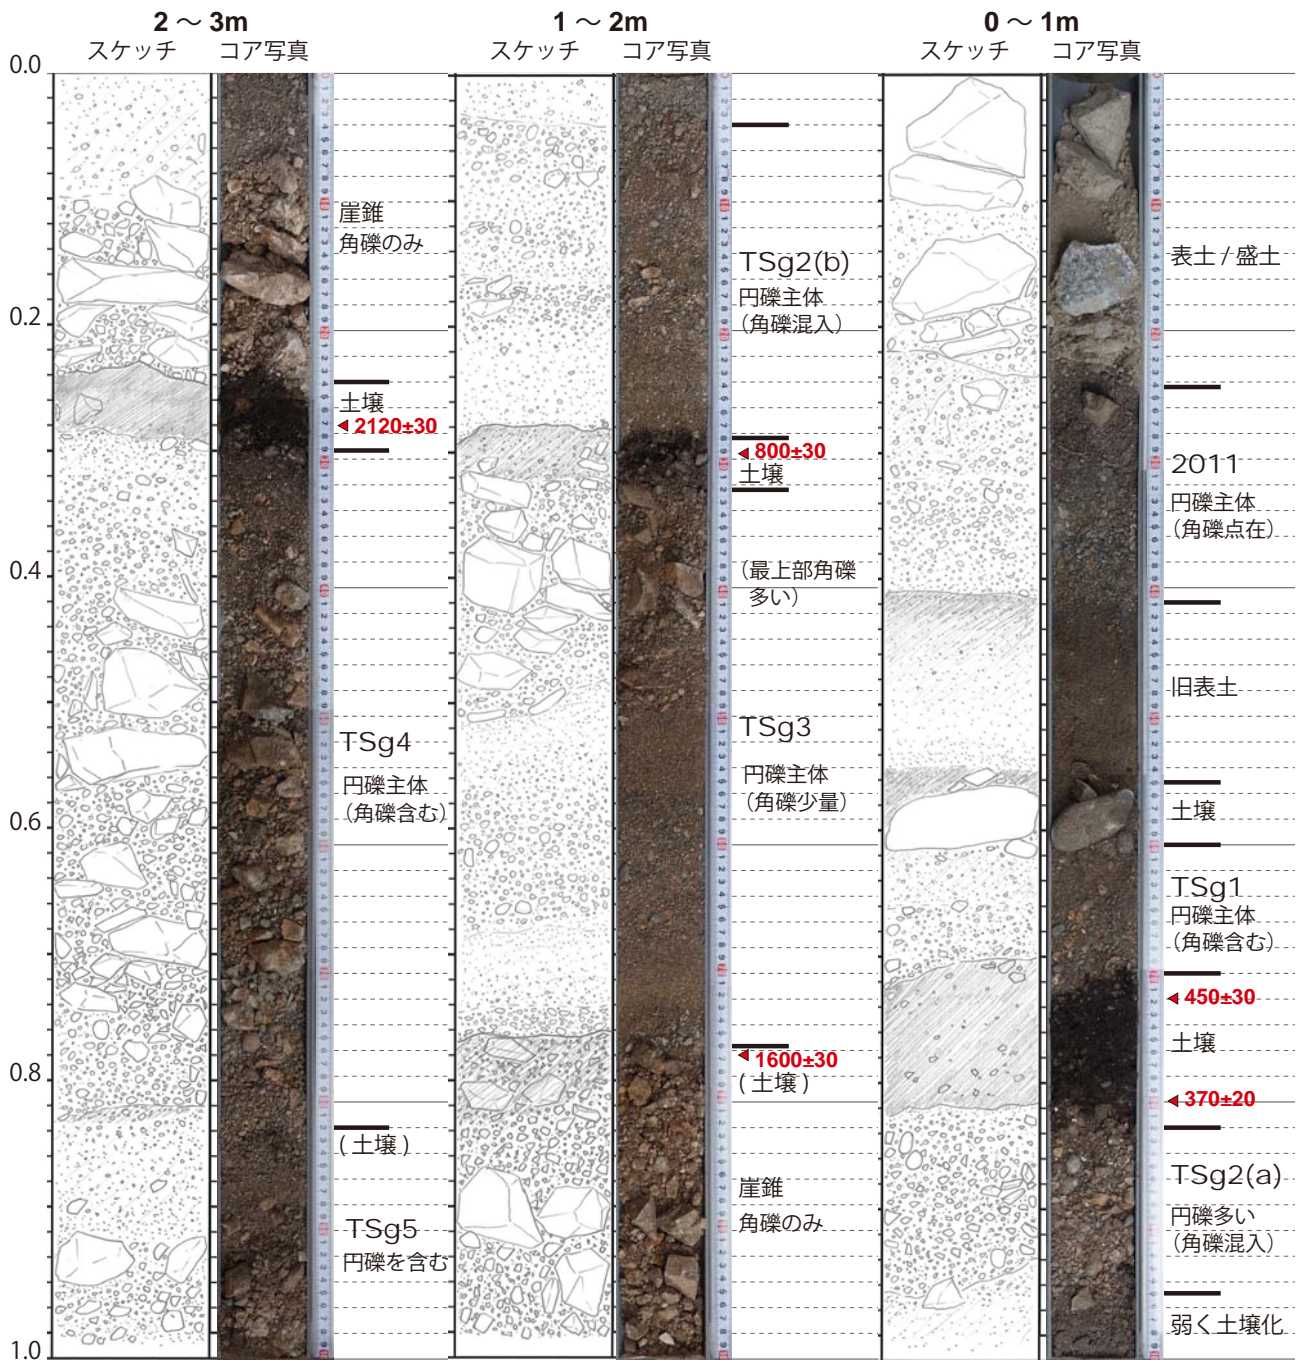 2 ～ 3m
スケッチ コア写真
1 ～ 2m
スケッチ コア写真
0 ～ 1m
スケッチ コア写真
0.0
0.2
0.4
0.6
0.8
1.0
崖錐
角礫のみ
土壌
2120±30
TSg4
円礫主体
（角礫含む）
( 土壌 )
TSg5
円礫を含む
TSg2(b)
円礫主体
（角礫混入）
800±30
土壌
（最上部角礫
多い）
TSg3
円礫主体
（角礫少量）
1600±30
( 土壌 )
崖錐
角礫のみ
表土 / 盛土
2011
円礫主体
（角礫点在）
旧表土
土壌
TSg1
円礫主体
（角礫含む）
450±30
土壌
370±20
TSg2(a)
円礫多い
（角礫混入）
弱く土壌化